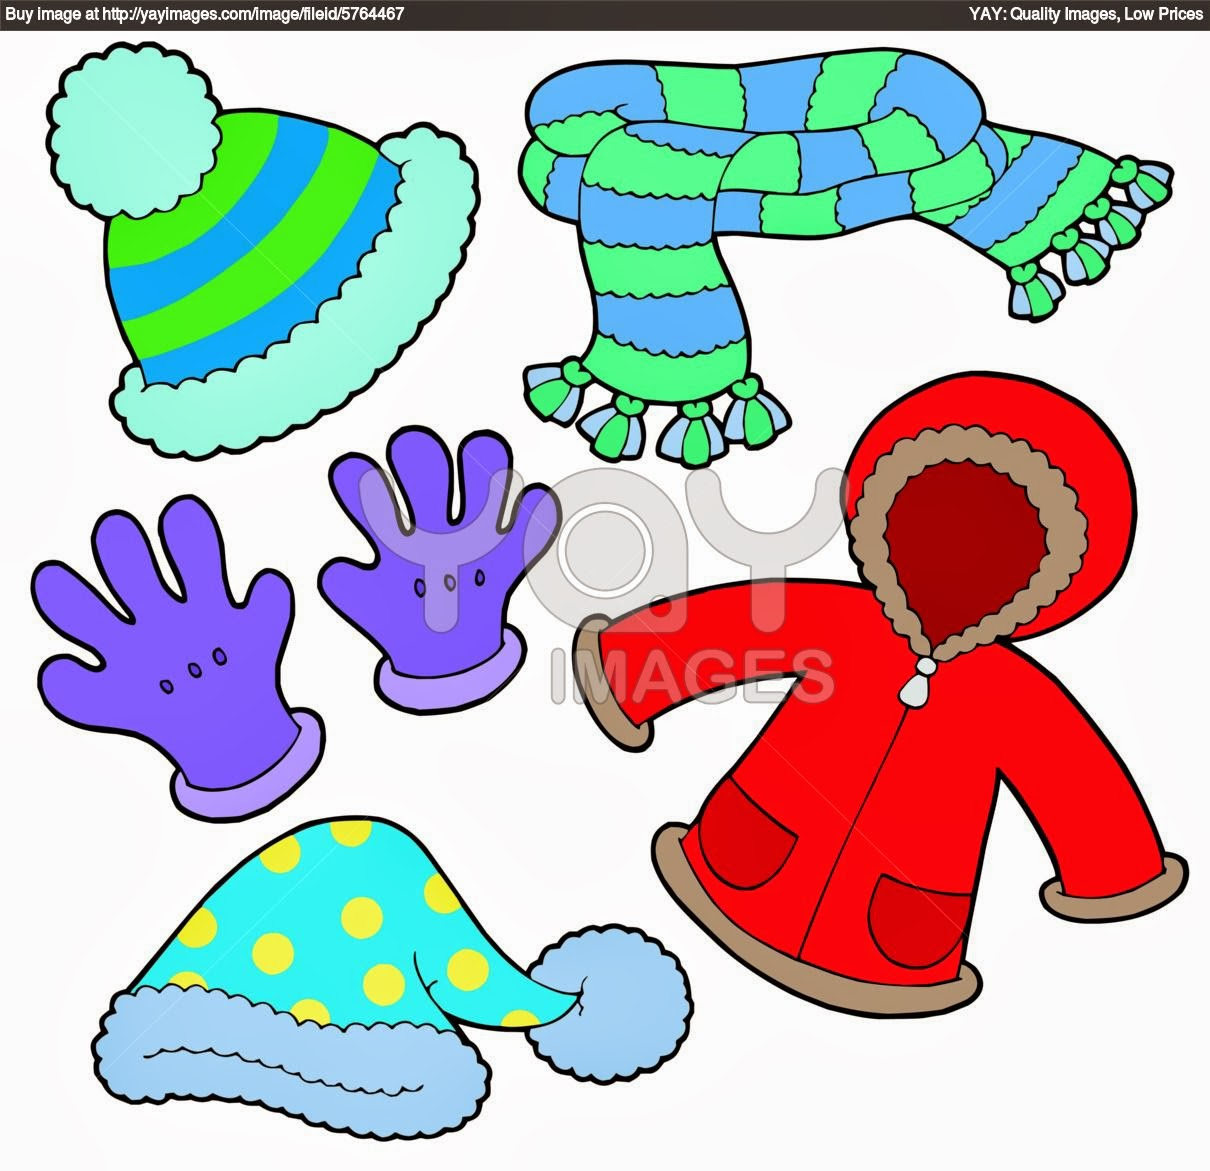 Buy image at http://yayimages.com/image/fileid/5764467 YAY: Quality Images, Low Prices
YAY
IMAGES